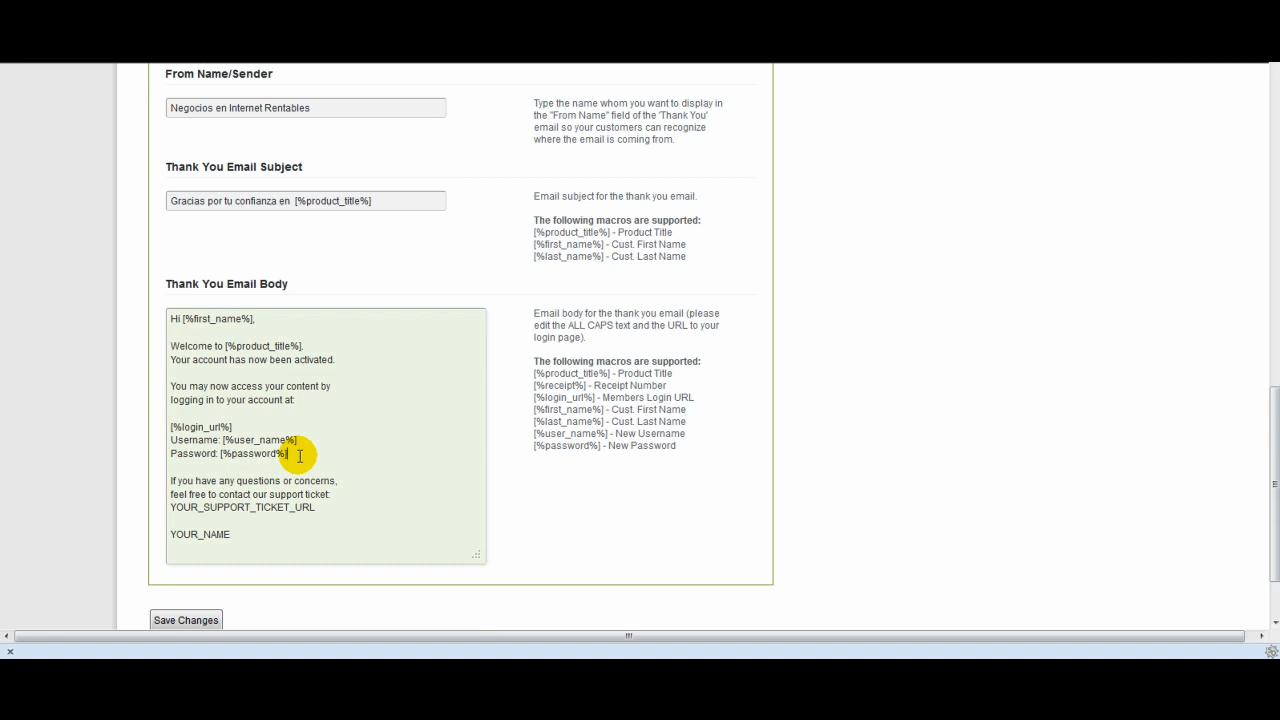 From Name/Sender
Negocios en Internet Rentables
Type the name whom you want to display in
the "From Name" field of the 'Thank You'
email so your customers can recognize
where the email is coming from.
Thank You Email Subject
Gracias por tu confianza en [%product_title%]
Email subject for the thank you email.
The following macros are supported:
[%product_title%] - Product Title
[%first_name%] - Cust. First Name
[%last_name%] - Cust. Last Name
Thank You Email Body
Hi [%first_name%],
Welcome to [%product_title%].
Your account has now been activated.
You may now access your content by
logging in to your account at:
[%login_url%]
Username: [%user_name%]
Password: [%password%]
If you have any questions or concerns,
feel free to contact our support ticket:
YOUR_SUPPORT_TICKET_URL
YOUR_NAME
Email body for the thank you email (please
edit the ALL CAPS text and the URL to your
login page).
The following macros are supported:
[%product_title%] - Product Title
[%receipt%] - Receipt Number
[%login_url%] - Members Login URL
[%first_name%] - Cust. First Name
[%last_name%] - Cust. Last Name
[%user_name%] - New Username
[%password%] - New Password
Save Changes